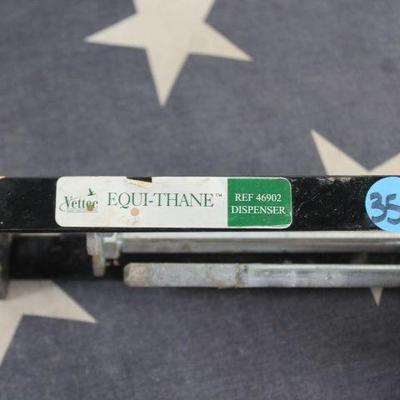 Vettec EQUI-THANE™
REF 46902
DISPENSER
35